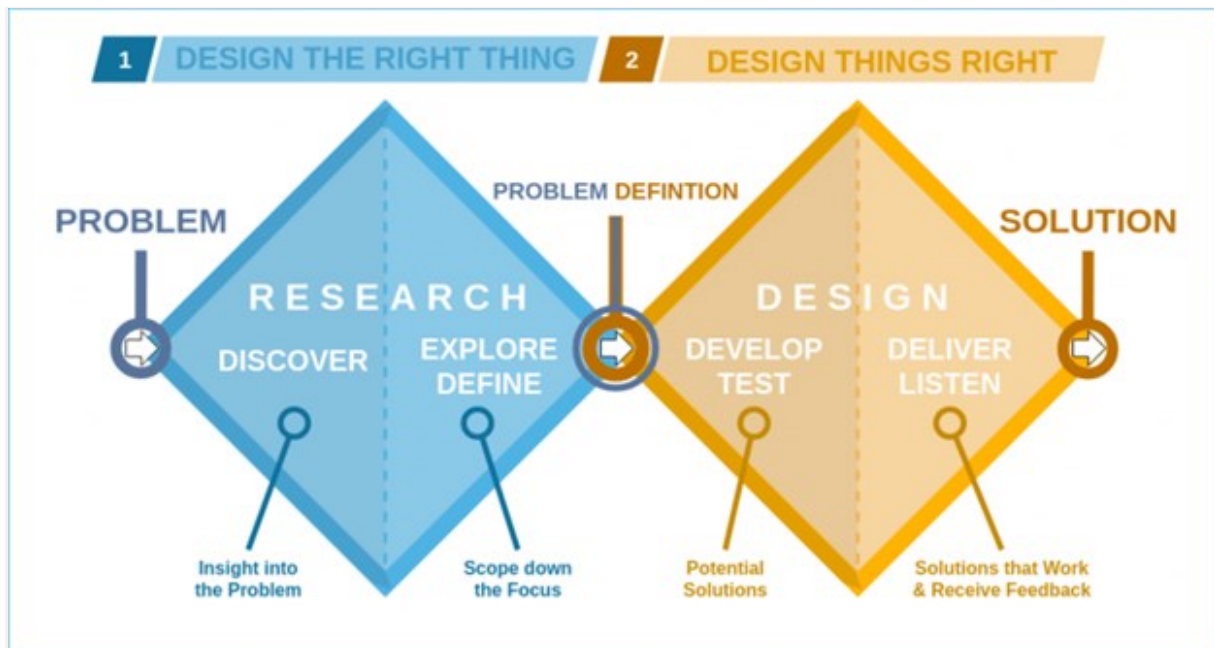 1 DESIGN THE RIGHT THING 2 DESIGN THINGS RIGHT
PROBLEM DEFINTION
PROBLEM
SOLUTION
RESEARCH
DESIGN
DISCOVER
EXPLORE
DEFINE
DEVELOP
TEST
DELIVER
LISTEN
Insight into
the Problem
Scope down
the Focus
Potential
Solutions
Solutions that Work
& Receive Feedback